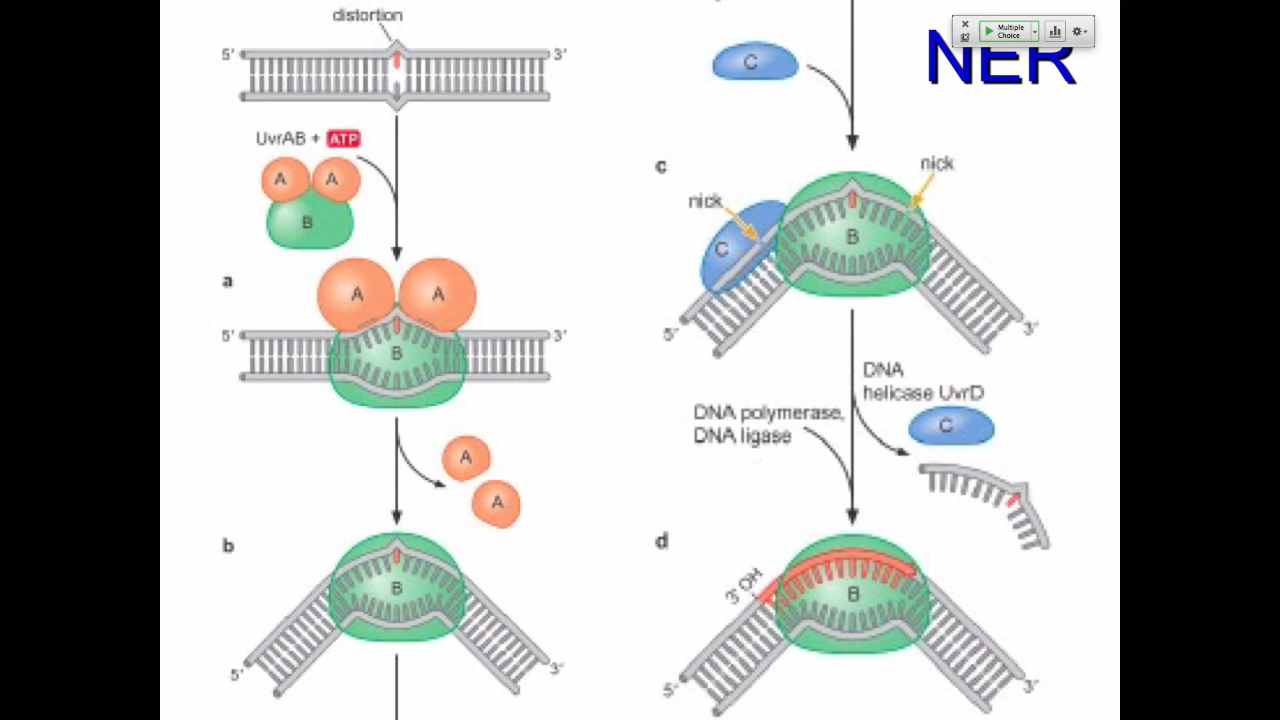 distortion
5' 3'
UvrAB + ATP
A A
B
a
A A
5' 3'
B
A
A
b
B
5' 3'
C
Multiple
Choice
NER
c
nick
nick
C
B
5' 3'
DNA
helicase UvrD
DNA polymerase,
DNA ligase
C
d
3' OH
B
5' 3'